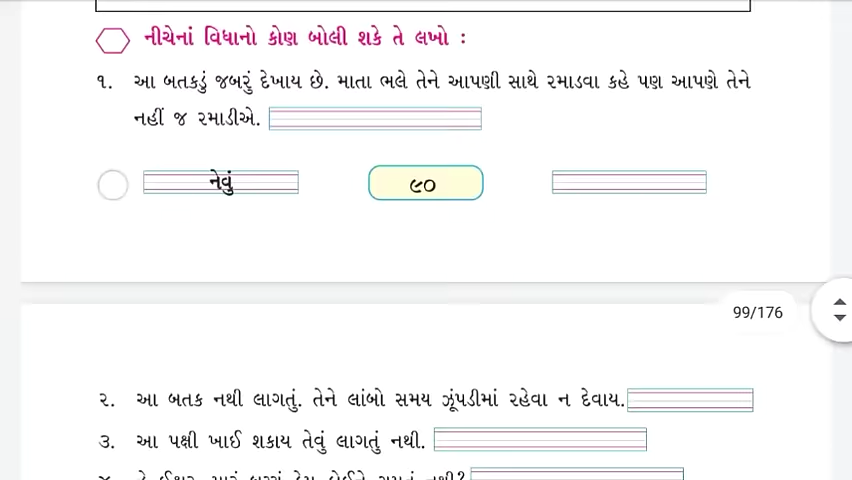 નીચેનાં વિધાનો કોણ બોલી શકે તે લખો :
૧. આ બતકડું જબરું દેખાય છે. માતા ભલે તેને આપણી સાથે રમાડવા કહે પણ આપણે તેને
નહીં જ રમાડીએ.
નેવું ૯૦
99/176
૨. આ બતક નથી લાગતું. તેને લાંબો સમય ઝૂંપડીમાં રહેવા ન દેવાય.
૩. આ પક્ષી ખાઈ શકાય તેવું લાગતું નથી.